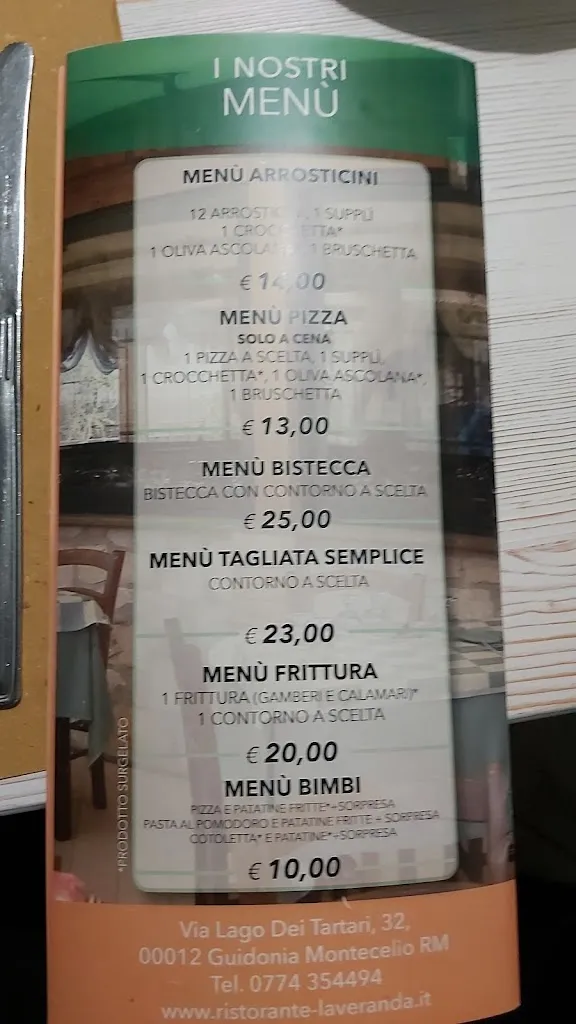 I NOSTRI
MENÙ
MENÙ ARROSTICINI
12 1 SUPPLÌ
1
1 OLIVA 1 BRUSCHETTA
€ 14,00
MENÙ PIZZA
SOLO A CENA
1 PIZZA A SCELTA, 1 SUPPLÌ,
1 CROCCHETTA*, 1 OLIVA ASCOLANA*,
1 BRUSCHETTA
€ 13,00
MENÙ BISTECCA
BISTECCA CON CONTORNO A SCELTA
€ 25,00
MENÙ TAGLIATA SEMPLICE
CONTORNO A SCELTA
€ 23,00
MENÙ FRITTURA
1 FRITTURA (GAMBERI E CALAMARI)*
1 CONTORNO A SCELTA
€ 20,00
MENÙ BIMBI
PIZZA E PATATINE FRITTE*+SORPRESA
PASTA AL POMODORO E PATATINE FRITTE + SORPRESA
COTOLETTA* E PATATINE*+SORPRESA
€ 10,00
*PRODOTTO SURGELATO
Via Lago Dei Tartari, 32,
00012 Guidonia Montecelio RM
Tel. 0774 354494
www.ristorante-laveranda.it